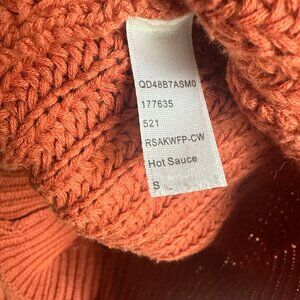 QD48B7ASM0
177635
521
RSAKWFP-CW
Hot Sauce
S